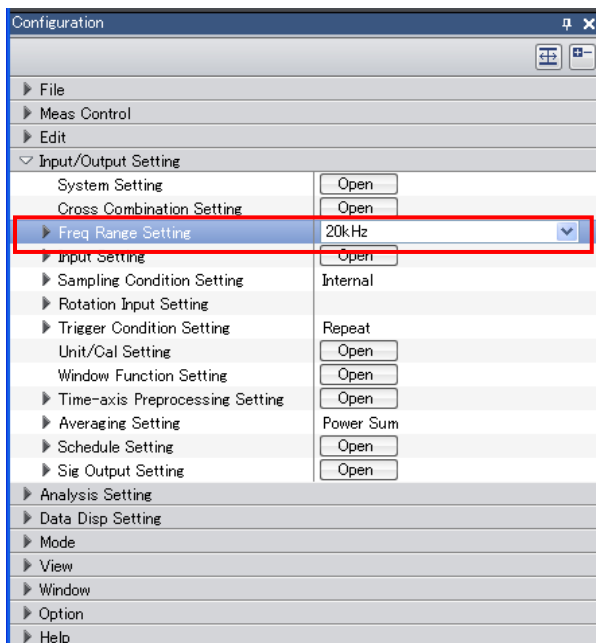 Configuration
File
Meas Control
Edit
Input/Output Setting
System Setting Open
Cross Combination Setting Open
Freq Range Setting 20kHz
Input Setting Open
Sampling Condition Setting Internal
Rotation Input Setting
Trigger Condition Setting Repeat
Unit/Cal Setting Open
Window Function Setting Open
Time-axis Preprocessing Setting Open
Averaging Setting Power Sum
Schedule Setting Open
Sig Output Setting Open
Analysis Setting
Data Disp Setting
Mode
View
Window
Option
Help